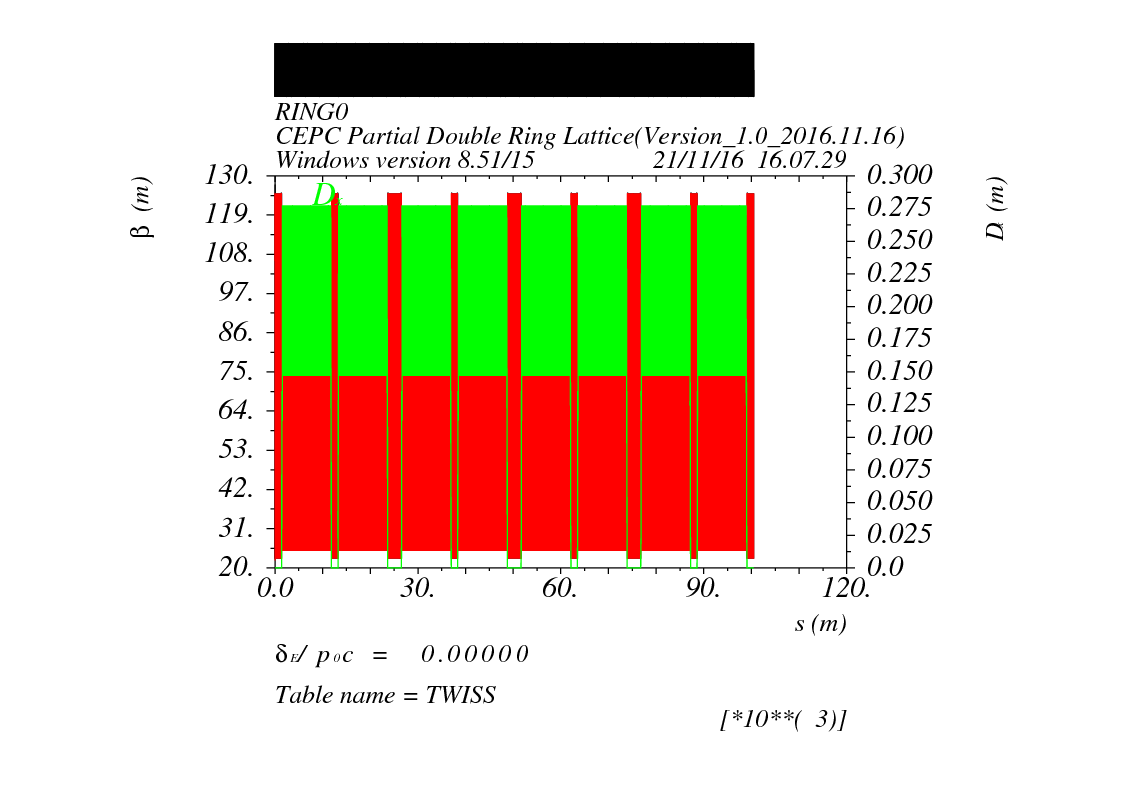 RING0
CEPC Partial Double Ring Lattice(Version_1.0_2016.11.16)
Windows version 8.51/15 21/11/16 16.07.29
β (m)
130.
119.
108.
97.
86.
75.
64.
53.
42.
31.
20.
Dx
0.300
0.275
0.250
0.225
0.200
0.175
0.150
0.125
0.100
0.075
0.050
0.025
0.0
Dx (m)
0.0 30. 60. 90. 120.
s (m)
δE/ p0c = 0.00000
Table name = TWISS
[*10**( 3)]